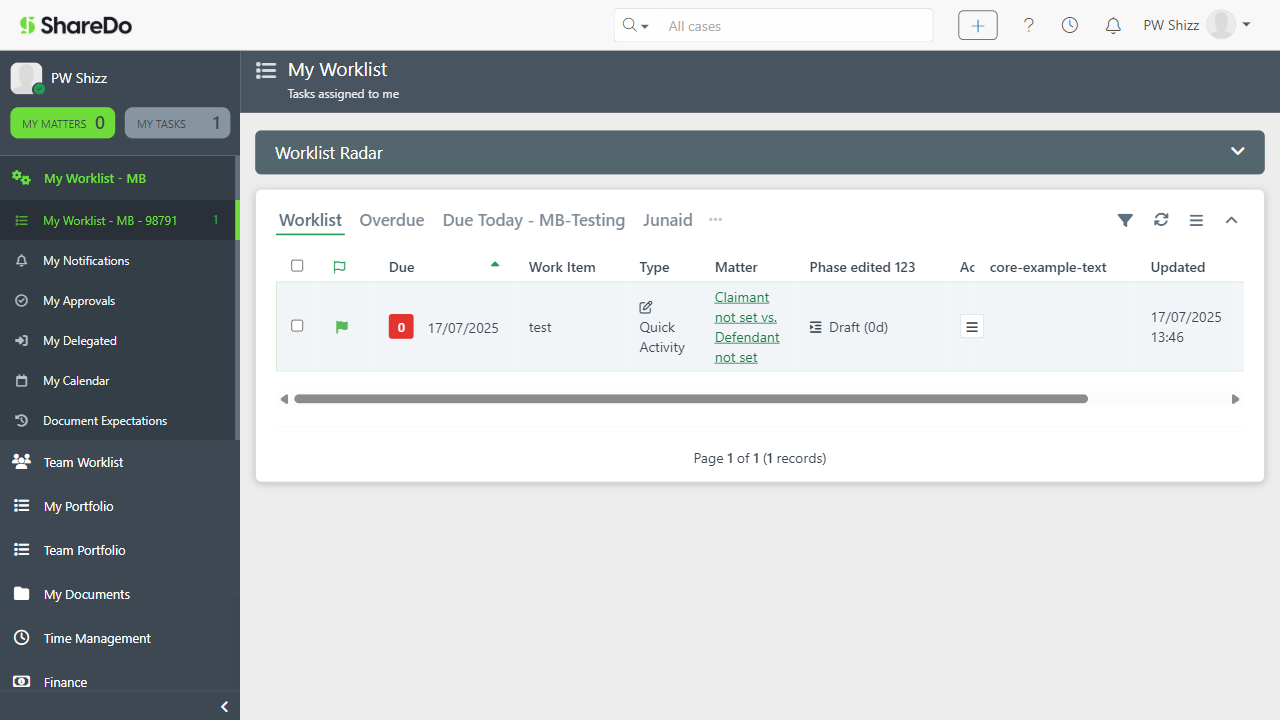 ShareDo
All cases
?
PW Shizz
PW Shizz
MY MATTERS 0
MY TASKS 1
My Worklist - MB
My Worklist - MB - 98791 1
My Notifications
My Approvals
My Delegated
My Calendar
Document Expectations
Team Worklist
My Portfolio
Team Portfolio
My Documents
Time Management
Finance
My Worklist
Tasks assigned to me
Worklist Radar
Worklist Overdue Due Today - MB-Testing Junaid ...
Due Work Item Type Matter Phase edited 123 Ac core-example-text Updated
0 17/07/2025
test
Quick
Activity
Claimant
not set vs.
Defendant
not set
Draft (0d)
17/07/2025
13:46
Page 1 of 1 (1 records)